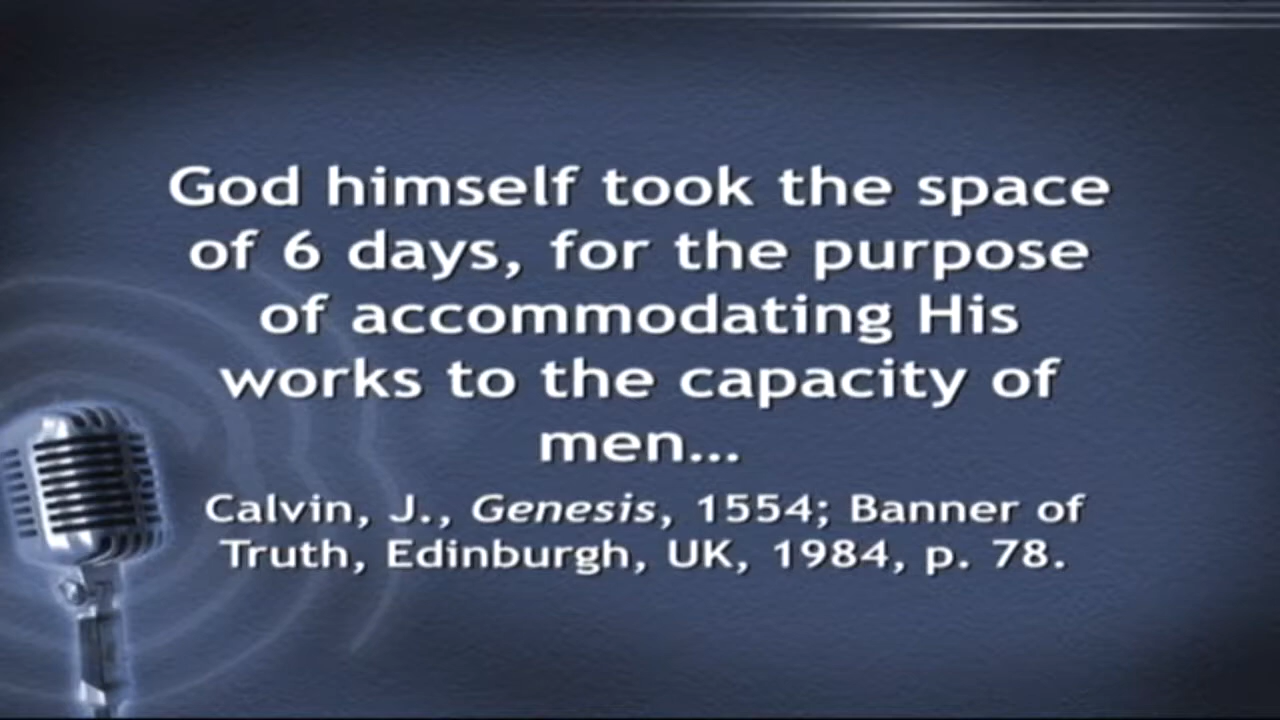 God himself took the space
of 6 days, for the purpose
of accommodating His
works to the capacity of
men...
Calvin, J., Genesis, 1554; Banner of
Truth, Edinburgh, UK, 1984, p. 78.